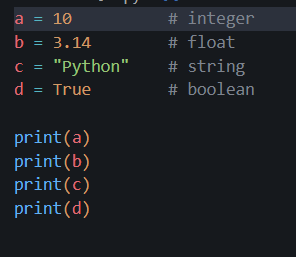 a = 10          # integer
b = 3.14        # float
c = "Python"    # string
d = True        # boolean
print(a)
print(b)
print(c)
print(d)